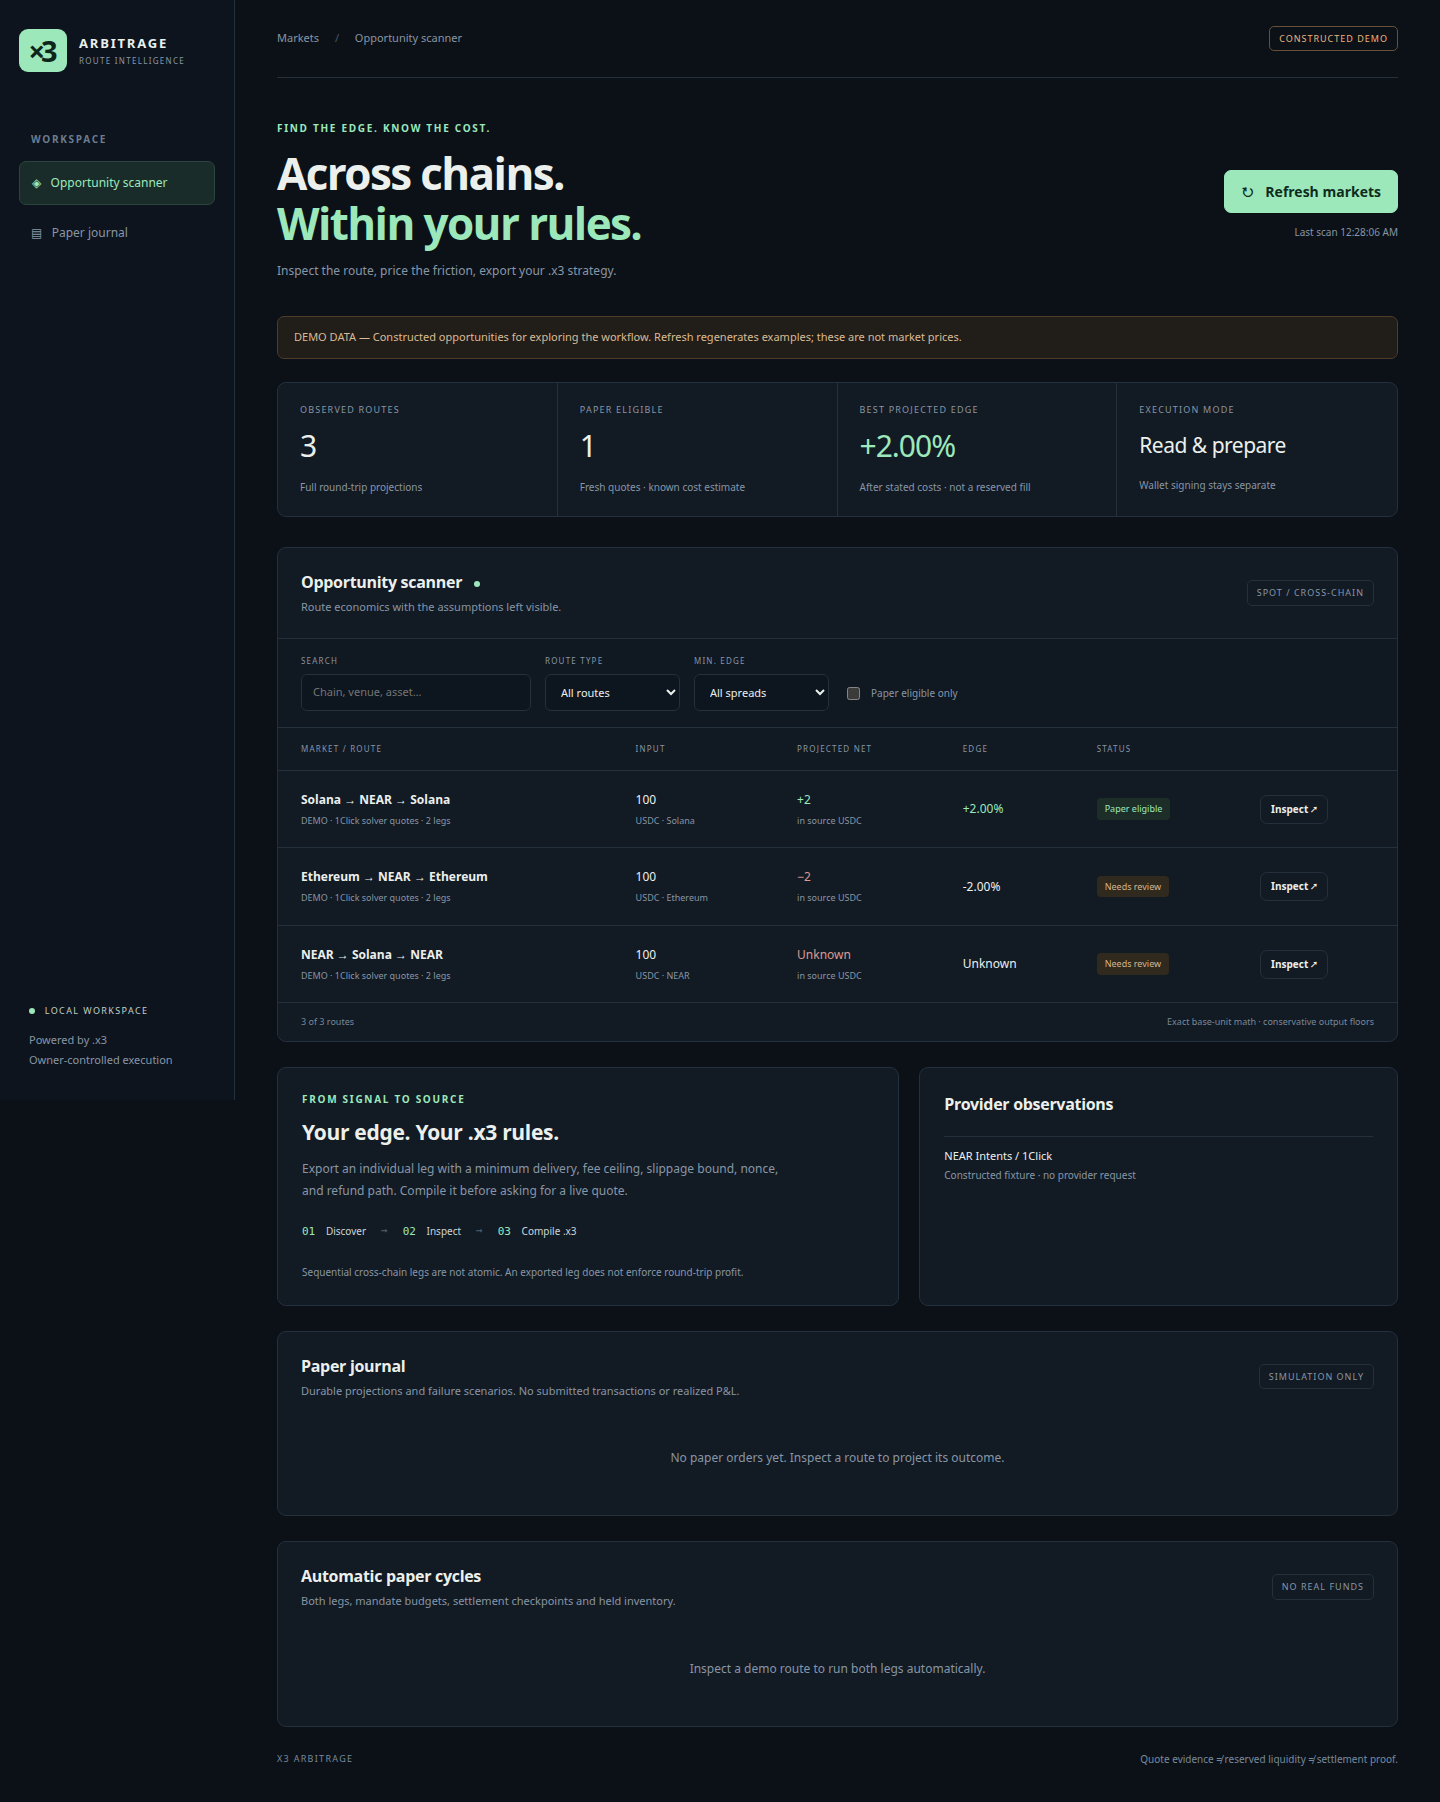 ×3
ARBITRAGE
ROUTE INTELLIGENCE
WORKSPACE
◈ Opportunity scanner
▤ Paper journal
LOCAL WORKSPACE
Powered by .x3
Owner-controlled execution
Markets / Opportunity scanner
CONSTRUCTED DEMO
FIND THE EDGE. KNOW THE COST.
Across chains.
Within your rules.
Inspect the route, price the friction, export your .x3 strategy.
↻ Refresh markets
Last scan 12:28:06 AM
DEMO DATA — Constructed opportunities for exploring the workflow. Refresh regenerates examples; these are not market prices.
OBSERVED ROUTES
3
Full round-trip projections
PAPER ELIGIBLE
1
Fresh quotes · known cost estimate
BEST PROJECTED EDGE
+2.00%
After stated costs · not a reserved fill
EXECUTION MODE
Read & prepare
Wallet signing stays separate
Opportunity scanner
Route economics with the assumptions left visible.
SPOT / CROSS-CHAIN
SEARCH ROUTE TYPE MIN. EDGE
Chain, venue, asset... All routes All spreads Paper eligible only
MARKET / ROUTE INPUT PROJECTED NET EDGE STATUS
Solana → NEAR → Solana 100 +2 +2.00% Paper eligible Inspect ↗
DEMO · 1Click solver quotes · 2 legs USDC · Solana in source USDC
Ethereum → NEAR → Ethereum 100 −2 -2.00% Needs review Inspect ↗
DEMO · 1Click solver quotes · 2 legs USDC · Ethereum in source USDC
NEAR → Solana → NEAR 100 Unknown Unknown Needs review Inspect ↗
DEMO · 1Click solver quotes · 2 legs USDC · NEAR in source USDC
3 of 3 routes Exact base-unit math · conservative output floors
FROM SIGNAL TO SOURCE
Your edge. Your .x3 rules.
Export an individual leg with a minimum delivery, fee ceiling, slippage bound, nonce,
and refund path. Compile it before asking for a live quote.
01 Discover → 02 Inspect → 03 Compile .x3
Sequential cross-chain legs are not atomic. An exported leg does not enforce round-trip profit.
Provider observations
NEAR Intents / 1Click
Constructed fixture · no provider request
Paper journal
Durable projections and failure scenarios. No submitted transactions or realized P&L.
SIMULATION ONLY
No paper orders yet. Inspect a route to project its outcome.
Automatic paper cycles
Both legs, mandate budgets, settlement checkpoints and held inventory.
NO REAL FUNDS
Inspect a demo route to run both legs automatically.
X3 ARBITRAGE
Quote evidence ≠ reserved liquidity ≠ settlement proof.